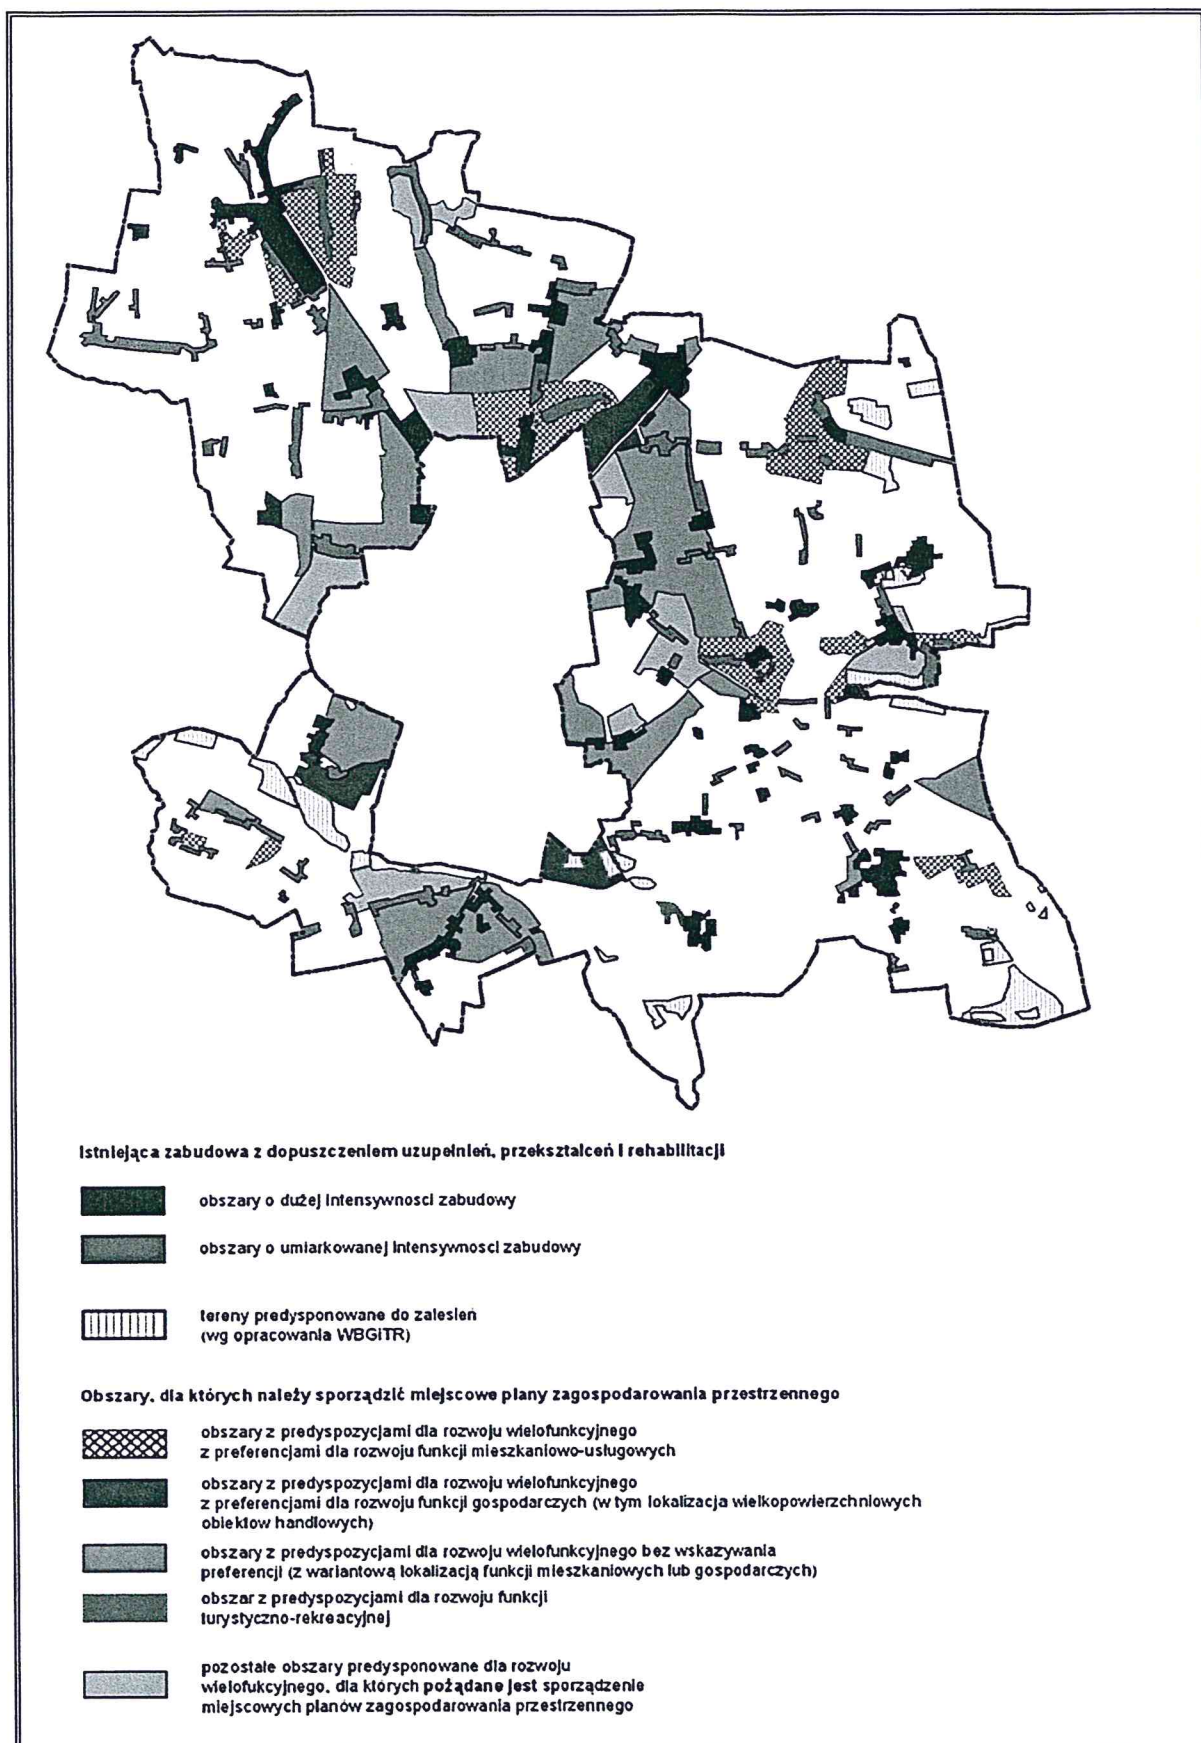 Istniejąca zabudowa z dopuszczeniem uzupełnień, przekształceń i rehabilitacji
obszary o dużej intensywnosci zabudowy
obszary o umiarkowanej intensywnosci zabudowy
tereny predysponowane do zalesień
(wg opracowania WBGiTR)
Obszary, dla których należy sporządzić miejscowe plany zagospodarowania przestrzennego
obszary z predyspozycjami dla rozwoju wielofunkcyjnego
z preferencjami dla rozwoju funkcji mieszkaniowo-usługowych
obszary z predyspozycjami dla rozwoju wielofunkcyjnego
z preferencjami dla rozwoju funkcji gospodarczych (w tym lokalizacja wielkopowierzchniowych
obiektow handlowych)
obszary z predyspozycjami dla rozwoju wielofunkcyjnego bez wskazywania
preferencji (z wariantową lokalizacją funkcji mieszkaniowych lub gospodarczych)
obszar z predyspozycjami dla rozwoju funkcji
turystyczno-rekreacyjnej
pozostałe obszary predysponowane dla rozwoju
wielofukcyjnego, dla których pożądane jest sporządzenie
miejscowych planów zagospodarowania przestrzennego